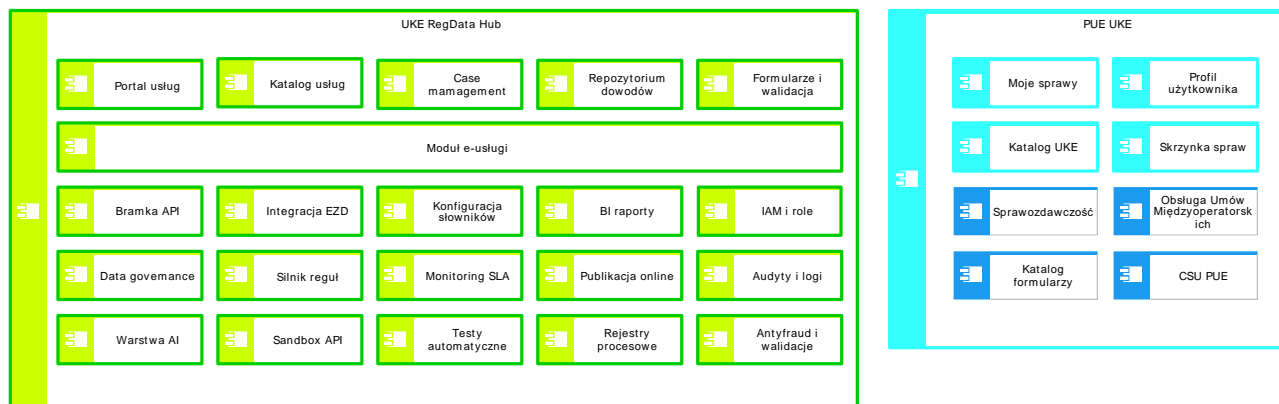 UKE RegData Hub
Portal usług
Katalog usług
Case
mamagement
Repozytorium
dowodów
Formularze i
walidacja
Moduł e-usługi
Bramka API
Integracja EZD
Konfiguracja
słowników
BI raporty
IAM i role
Data governance
Silnik reguł
Monitoring SLA
Publikacja online
Audyty i logi
Warstwa AI
Sandbox API
Testy
automatyczne
Rejestry
procesowe
Antyfraud i
walidacje
PUE UKE
Moje sprawy
Profil
użytkownika
Katalog UKE
Skrzynka spraw
Sprawozdawczość
Obsługa Umów
Międzyoperatorsk
ich
Katalog
formularzy
CSU PUE